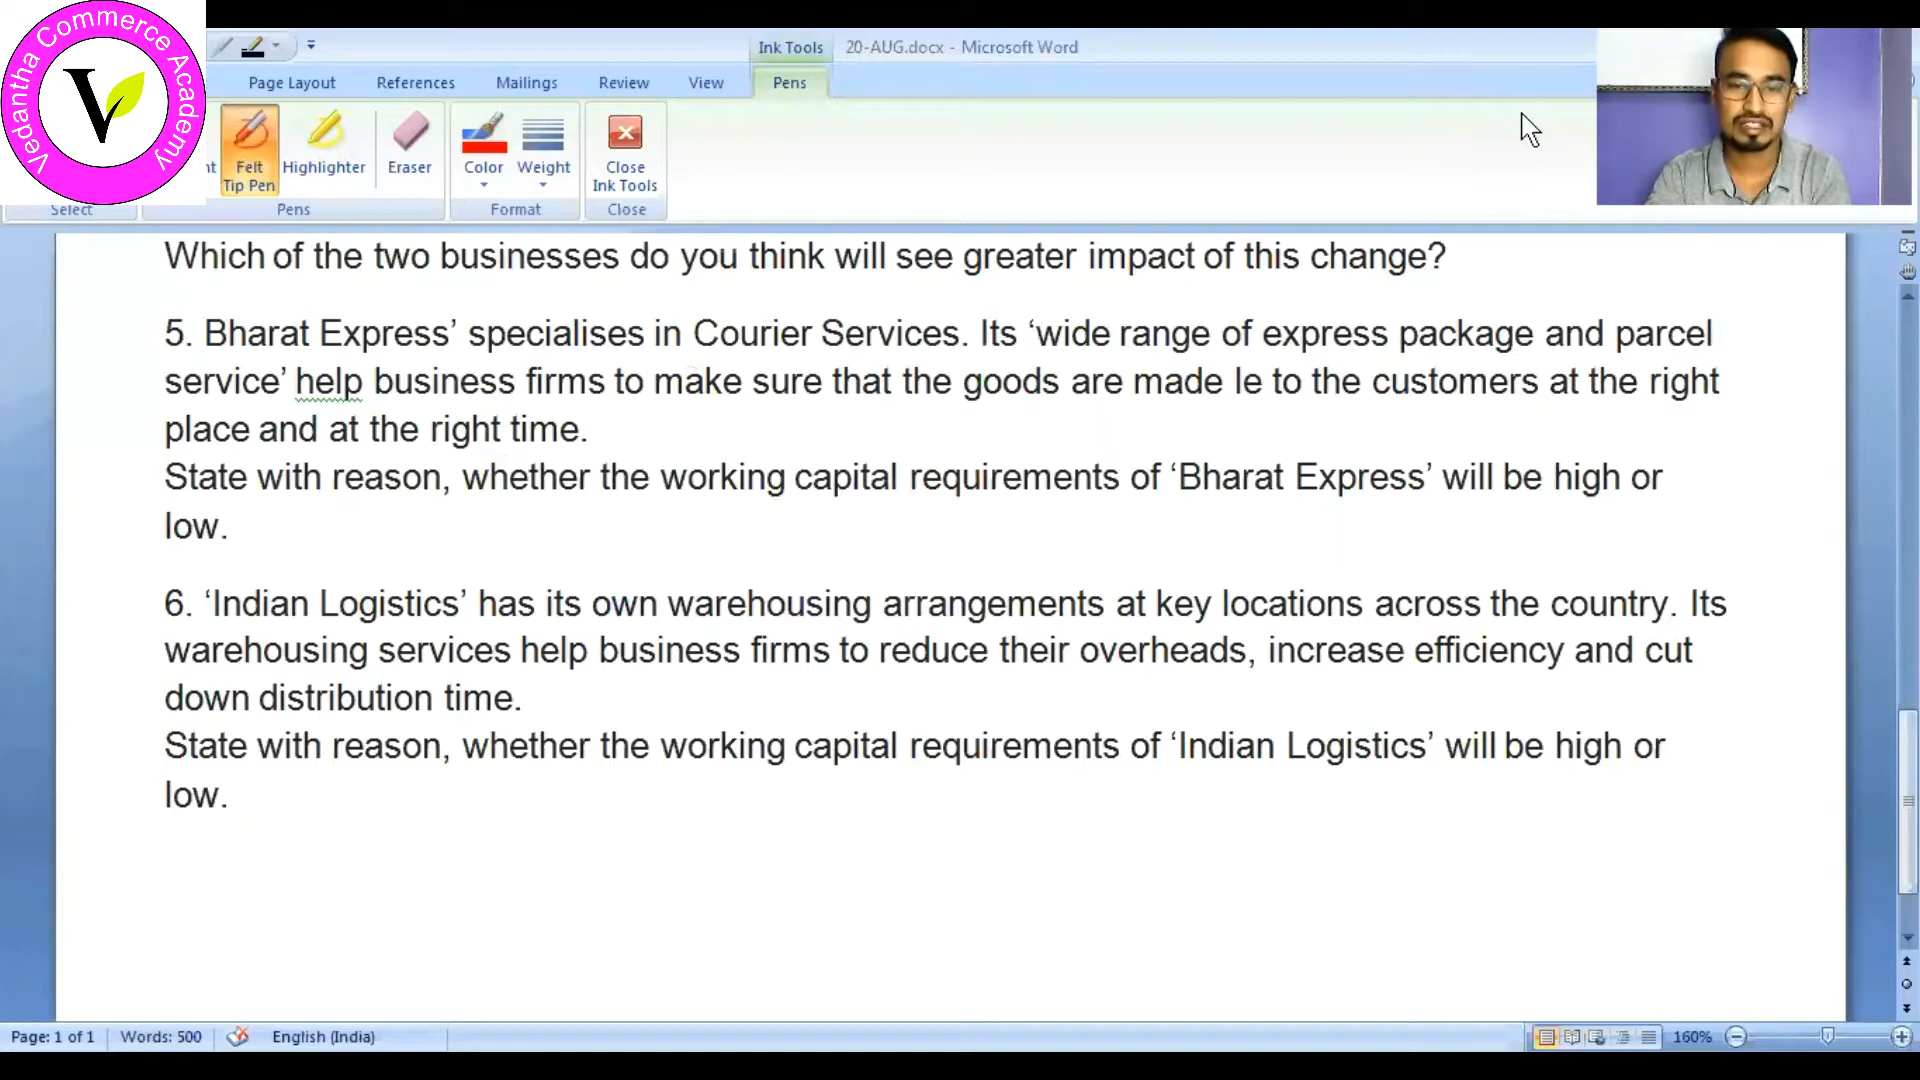 Vedantha Commerce Academy
V
Ink Tools 20-AUG.docx - Microsoft Word
Page Layout References Mailings Review View Pens
Felt Tip Pen
Highlighter
Eraser
Color
Weight
Close Ink Tools
Select Pens Format Close
Which of the two businesses do you think will see greater impact of this change?
5. Bharat Express’ specialises in Courier Services. Its ‘wide range of express package and parcel
service’ help business firms to make sure that the goods are made le to the customers at the right
place and at the right time.
State with reason, whether the working capital requirements of ‘Bharat Express’ will be high or
low.
6. ‘Indian Logistics’ has its own warehousing arrangements at key locations across the country. Its
warehousing services help business firms to reduce their overheads, increase efficiency and cut
down distribution time.
State with reason, whether the working capital requirements of ‘Indian Logistics’ will be high or
low.
Page: 1 of 1 Words: 500 English (India) 160%